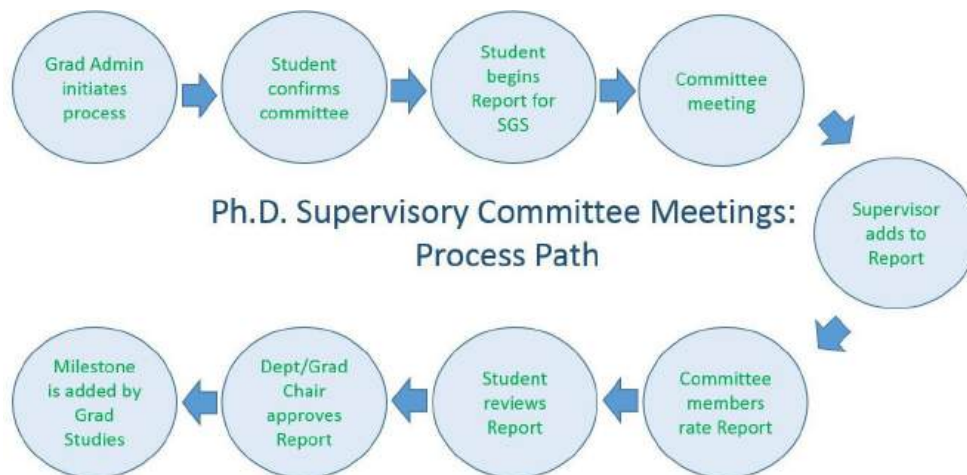 Grad Admin
initiates
process
Student
confirms
committee
Student
begins
Report for
SGS
Committee
meeting
Ph.D. Supervisory Committee Meetings:
Process Path
Supervisor
adds to
Report
Committee
members
rate Report
Student
reviews
Report
Dept/Grad
Chair
approves
Report
Milestone
is added by
Grad
Studies